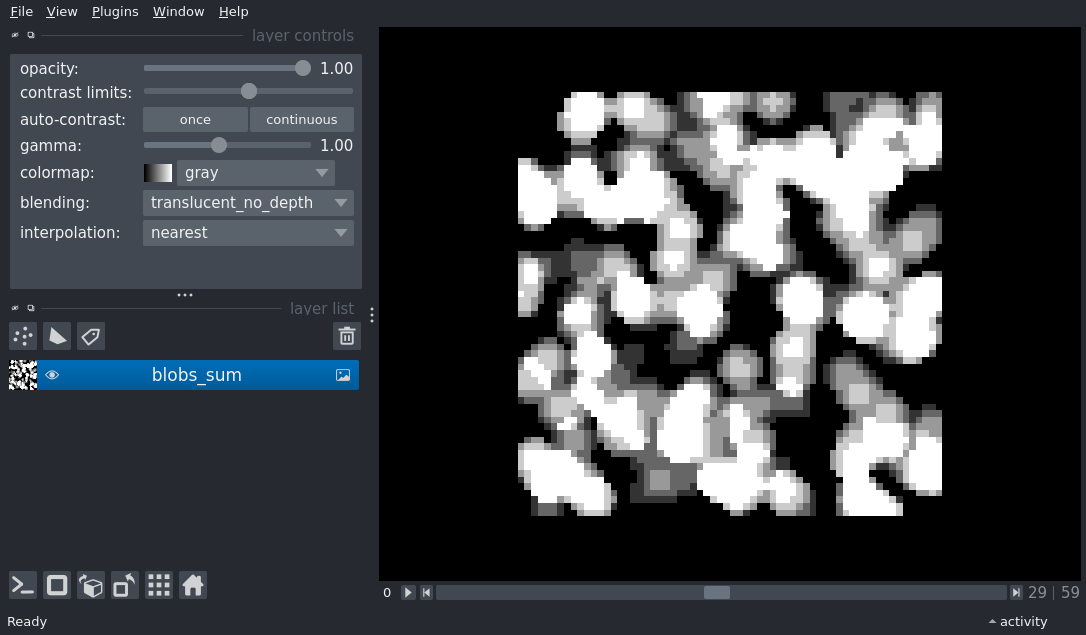 File View Plugins Window Help
layer controls
opacity: 1.00
contrast limits:
auto-contrast: once continuous
gamma: 1.00
colormap: gray
blending: translucent_no_depth
interpolation: nearest
layer list
blobs_sum
0 29 | 59
Ready activity